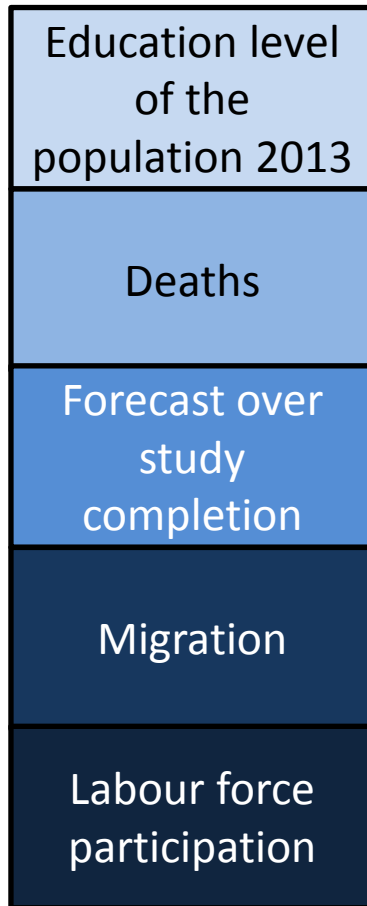 Education level
of the
population 2013
Deaths
Forecast over
study
completion
Migration
Labour force
participation